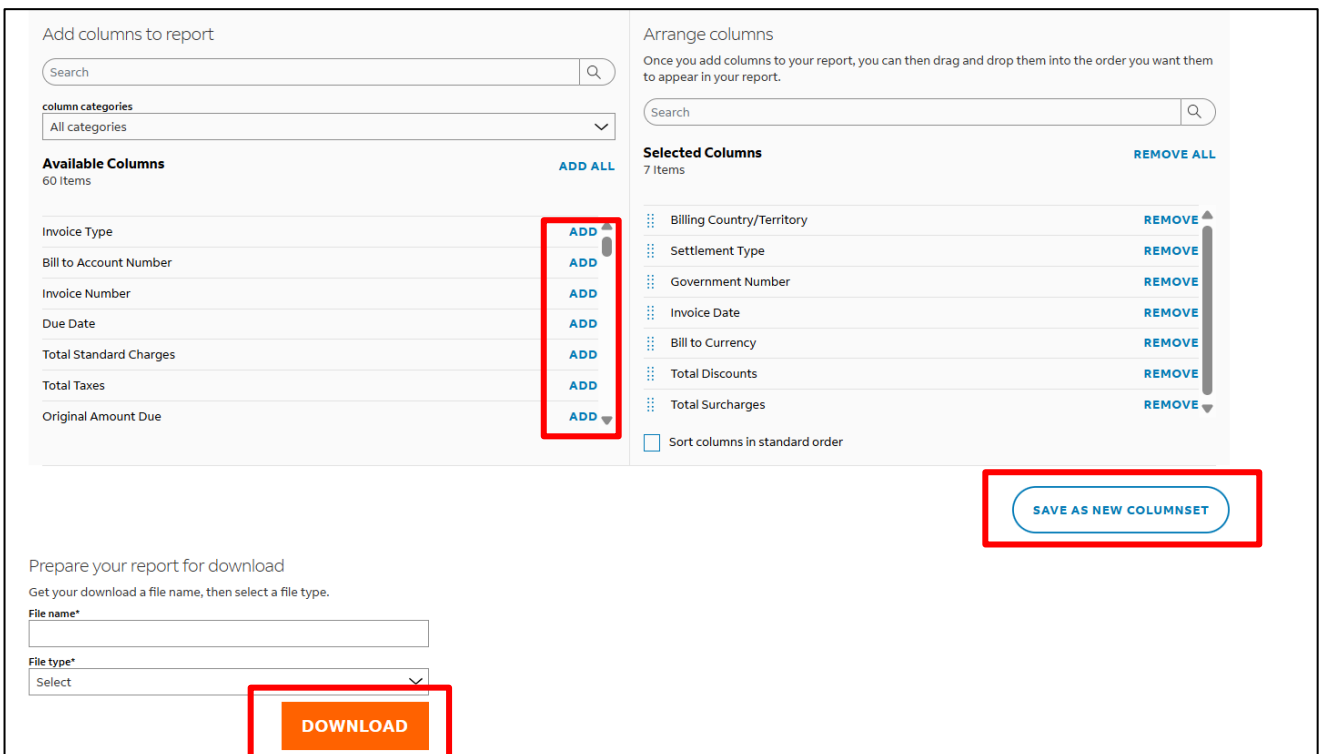 Add columns to report
Search
column categories
All categories
Available Columns
ADD ALL
60 Items
Invoice Type ADD
Bill to Account Number ADD
Invoice Number ADD
Due Date ADD
Total Standard Charges ADD
Total Taxes ADD
Original Amount Due ADD
Arrange columns
Once you add columns to your report, you can then drag and drop them into the order you want them
to appear in your report.
Search
Selected Columns
REMOVE ALL
7 Items
Billing Country/Territory REMOVE
Settlement Type REMOVE
Government Number REMOVE
Invoice Date REMOVE
Bill to Currency REMOVE
Total Discounts REMOVE
Total Surcharges REMOVE
Sort columns in standard order
SAVE AS NEW COLUMNSET
Prepare your report for download
Get your download a file name, then select a file type.
File name*
File type*
Select
DOWNLOAD